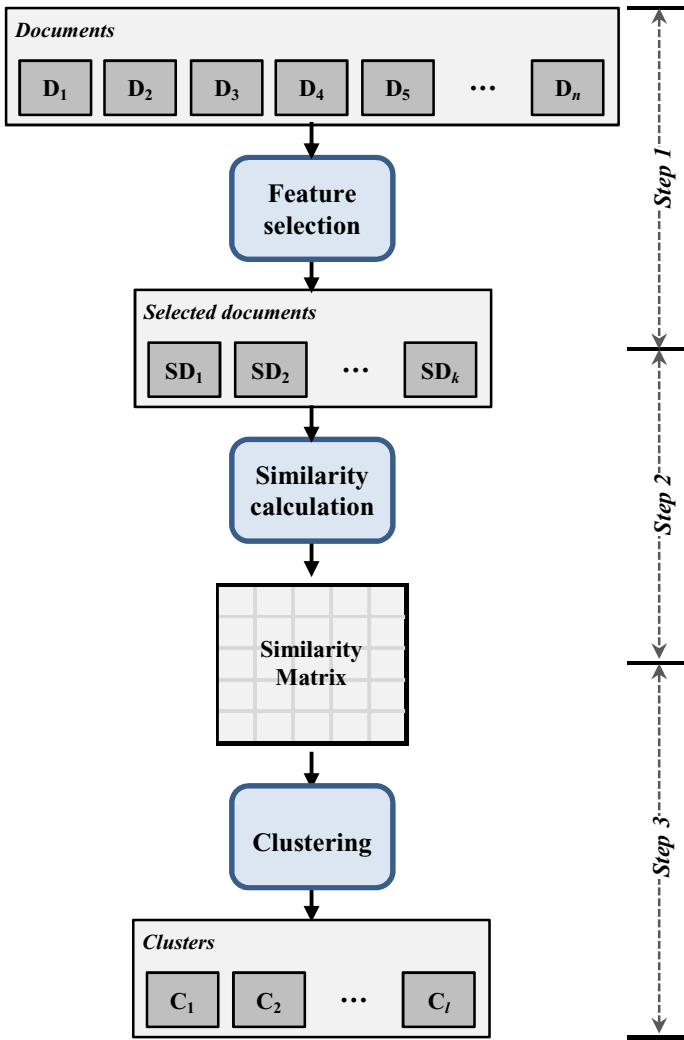 Documents
D1 D2 D3 D4 D5 ... Dn
Feature
selection
Step 1
Selected documents
SD1 SD2 ... SDk
Similarity
calculation
Step 2
Similarity
Matrix
Clustering
Step 3
Clusters
C1 C2 ... Cl